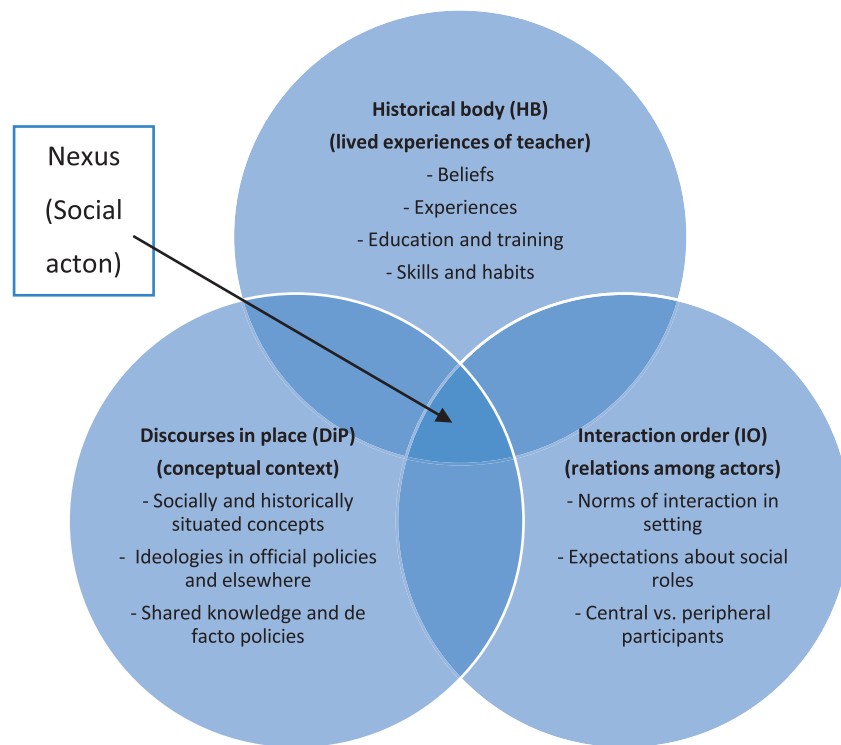 Nexus
(Social
acton)
Historical body (HB)
(lived experiences of teacher)
- Beliefs
- Experiences
- Education and training
- Skills and habits
Discourses in place (DiP)
(conceptual context)
- Socially and historically
situated concepts
- Ideologies in official policies
and elsewhere
- Shared knowledge and de
facto policies
Interaction order (IO)
(relations among actors)
- Norms of interaction in
setting
- Expectations about social
roles
- Central vs. peripheral
participants